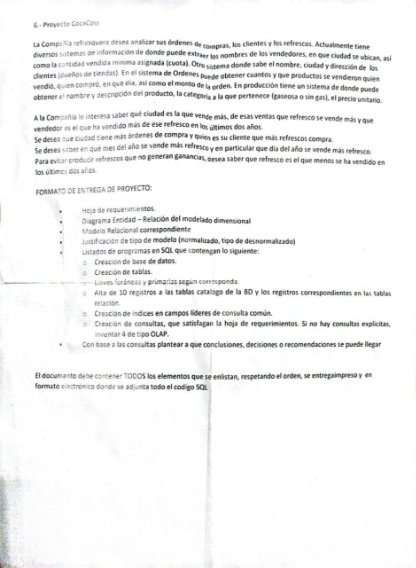 6.- Proyecto CocaCola
La Compañía refresquera desea analizar sus órdenes de compras, los clientes y los refrescos. Actualmente tiene
diversos sistemas de información de donde puede extraer los nombres de los vendedores, en que ciudad se ubican, así
como la cantidad vendida minima asignada (cuota). Otro sistema donde sabe el nombre, ciudad y dirección de los
clientes (dueños de tiendas). En el sistema de Ordenes puede obtener cuantos y que productos se vendieron quien
vendió, quien compró, en que día, así como el monto de la orden. En producción tiene un sistema de donde puede
obtener el nombre y descripción del producto, la categoría a la que pertenece (gaseosa o sin gas), el precio unitario.
A la Compañía le interesa saber qué ciudad es la que vende más, de esas ventas que refresco se vende más y que
vendedor es el que ha vendido más de ese refresco en los últimos dos años.
Se desea que ciudad tiene más órdenes de compra y quien es su cliente que más refrescos compra.
Se desea saber en qué mes del año se vende más refresco y en particular que día del año se vende más refresco.
Para evitar producir refrescos que no generan ganancias, desea saber que refresco es el que menos se ha vendido en
los últimos dos años.
FORMATO DE ENTREGA DE PROYECTO:
• Hoja de requerimientos.
• Diagrama Entidad – Relación del modelado dimensional
• Modelo Relacional correspondiente
• Justificación de tipo de modelo (normalizado, tipo de desnormalizado)
• Listados de programas en SQL que contengan lo siguiente:
o Creación de base de datos.
o Creación de tablas.
o Llaves foráneas y primarias según corresponda.
o Alta de 10 registros a las tablas catalogo de la BD y los registros correspondientes en las tablas
relación.
o Creación de índices en campos líderes de consulta común.
o Creación de consultas, que satisfagan la hoja de requerimientos. Si no hay consultas explicitas,
inventar 4 de tipo OLAP.
• Con base a las consultas plantear a que conclusiones, decisiones o recomendaciones se puede llegar
El documento debe contener TODOS los elementos que se enlistan, respetando el orden, se entregaimpreso y en
formato electrónico donde se adjunta todo el codigo SQL